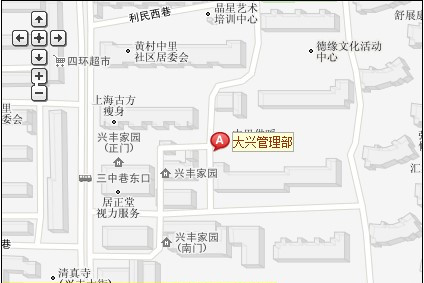 利民西巷
晶星艺术
培训中心
舒展康
黄村中里
社区居委会
德缘文化活动
中心
四环超市
上海古方
瘦身
兴丰家园
(正门)
A
大兴管理部
三中巷东口
兴丰家园
居正堂
视力服务
兴丰家园
(南门)
巷
清真寺